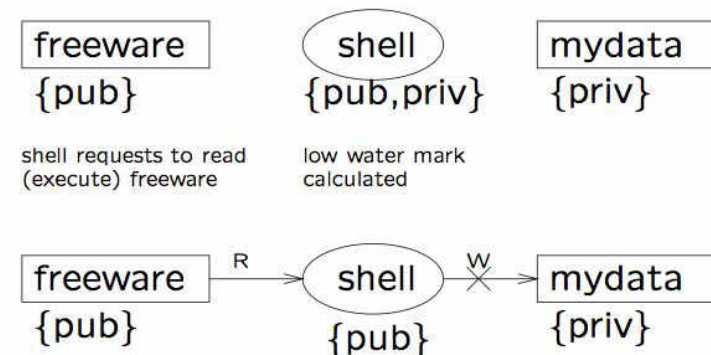 freeware shell mydata
{pub} {pub,priv} {priv}
shell requests to read low water mark
(execute) freeware calculated
R W
freeware shell mydata
{pub} {pub} {priv}